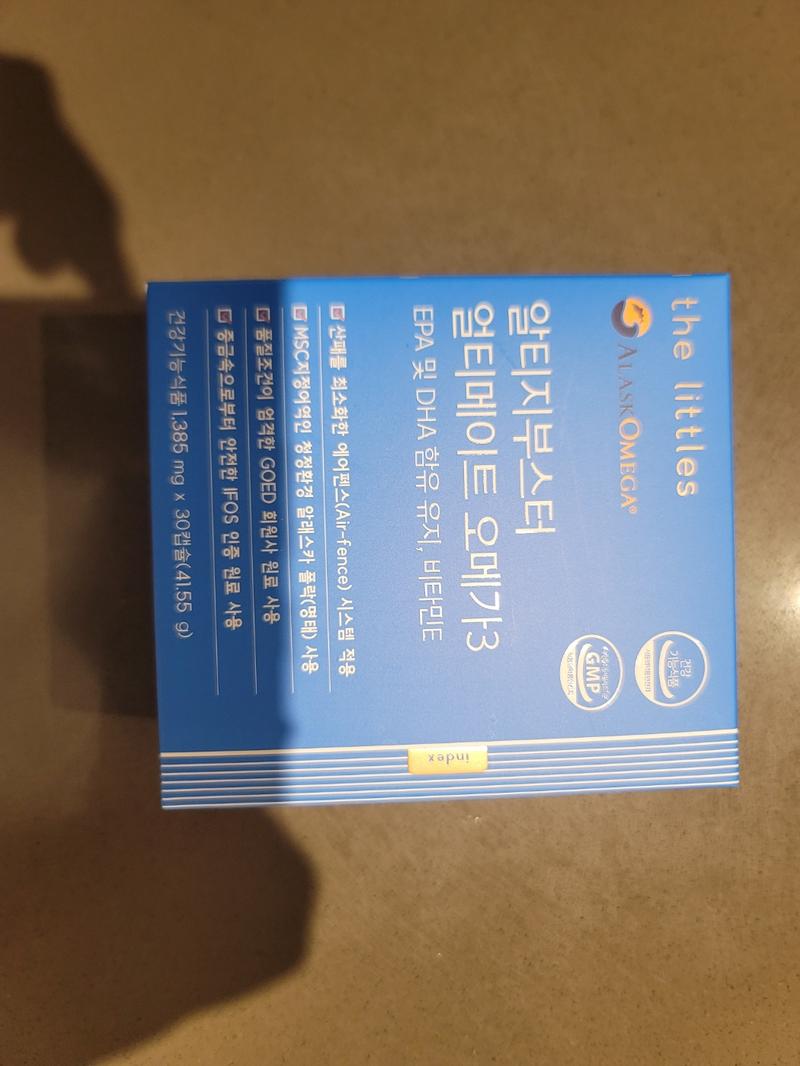 the littles
ALASKOMEGA®
알티지부스터
얼티메이트 오메가3
EPA 및 DHA 함유 유지, 비타민E
산패를 최소화한 에어펜스(Air-fence) 시스템 적용
MSC지정어역인 청정환경 알래스카 폴락(명태) 사용
품질조건이 엄격한 GOED 회원사 원료 사용
중금속으로부터 안전한 IFOS 인증 원료 사용
건강기능식품 1,385 mg x 30캡슐(41.55 g)
건강
기능식품
GMP
index